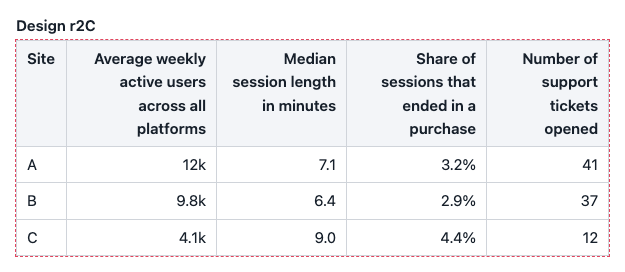 Design r2C
Site
Average weekly
active users
across all
platforms
Median
session length
in minutes
Share of
sessions that
ended in a
purchase
Number of
support
tickets
opened
A 12k 7.1 3.2% 41
B 9.8k 6.4 2.9% 37
C 4.1k 9.0 4.4% 12